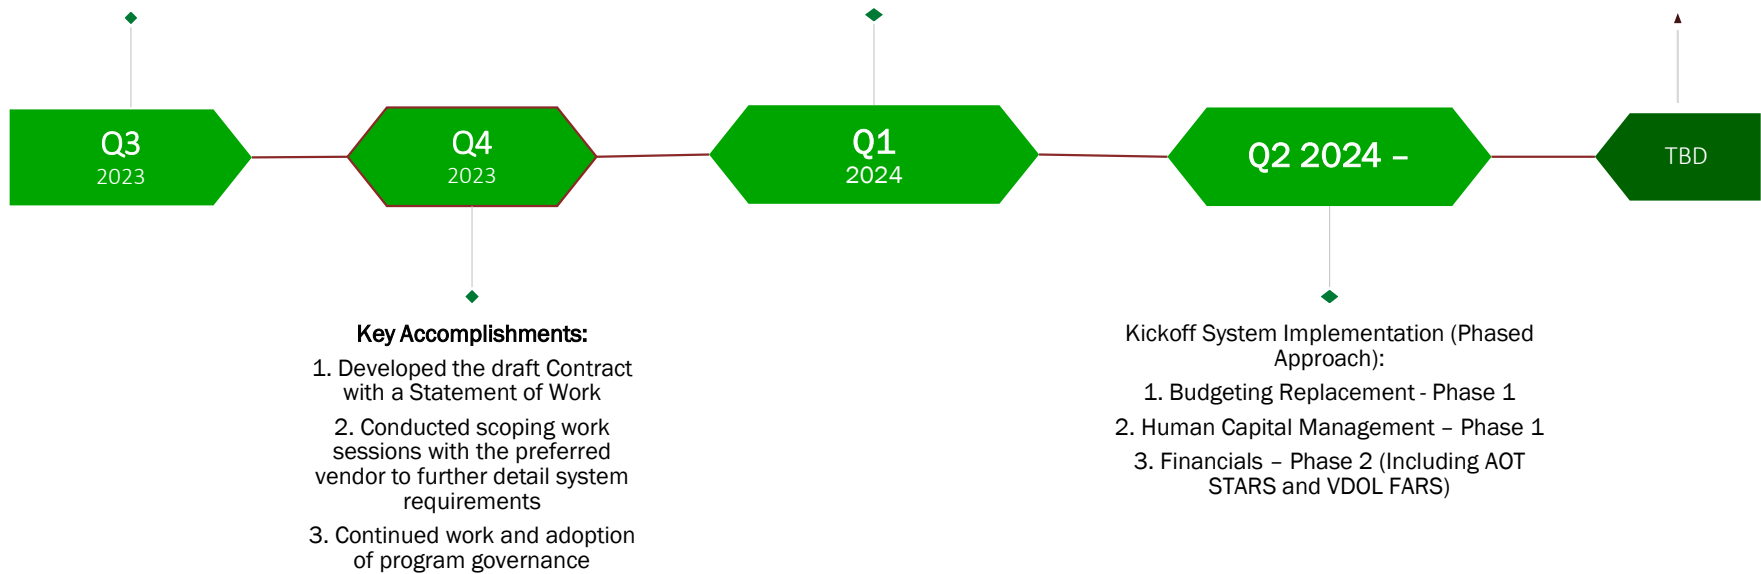 Q3
2023
Q4
2023
Q1
2024
Q2 2024 –
TBD
Key Accomplishments:
1. Developed the draft Contract
with a Statement of Work
2. Conducted scoping work
sessions with the preferred
vendor to further detail system
requirements
3. Continued work and adoption
of program governance
Kickoff System Implementation (Phased
Approach):
1. Budgeting Replacement - Phase 1
2. Human Capital Management – Phase 1
3. Financials – Phase 2 (Including AOT
STARS and VDOL FARS)